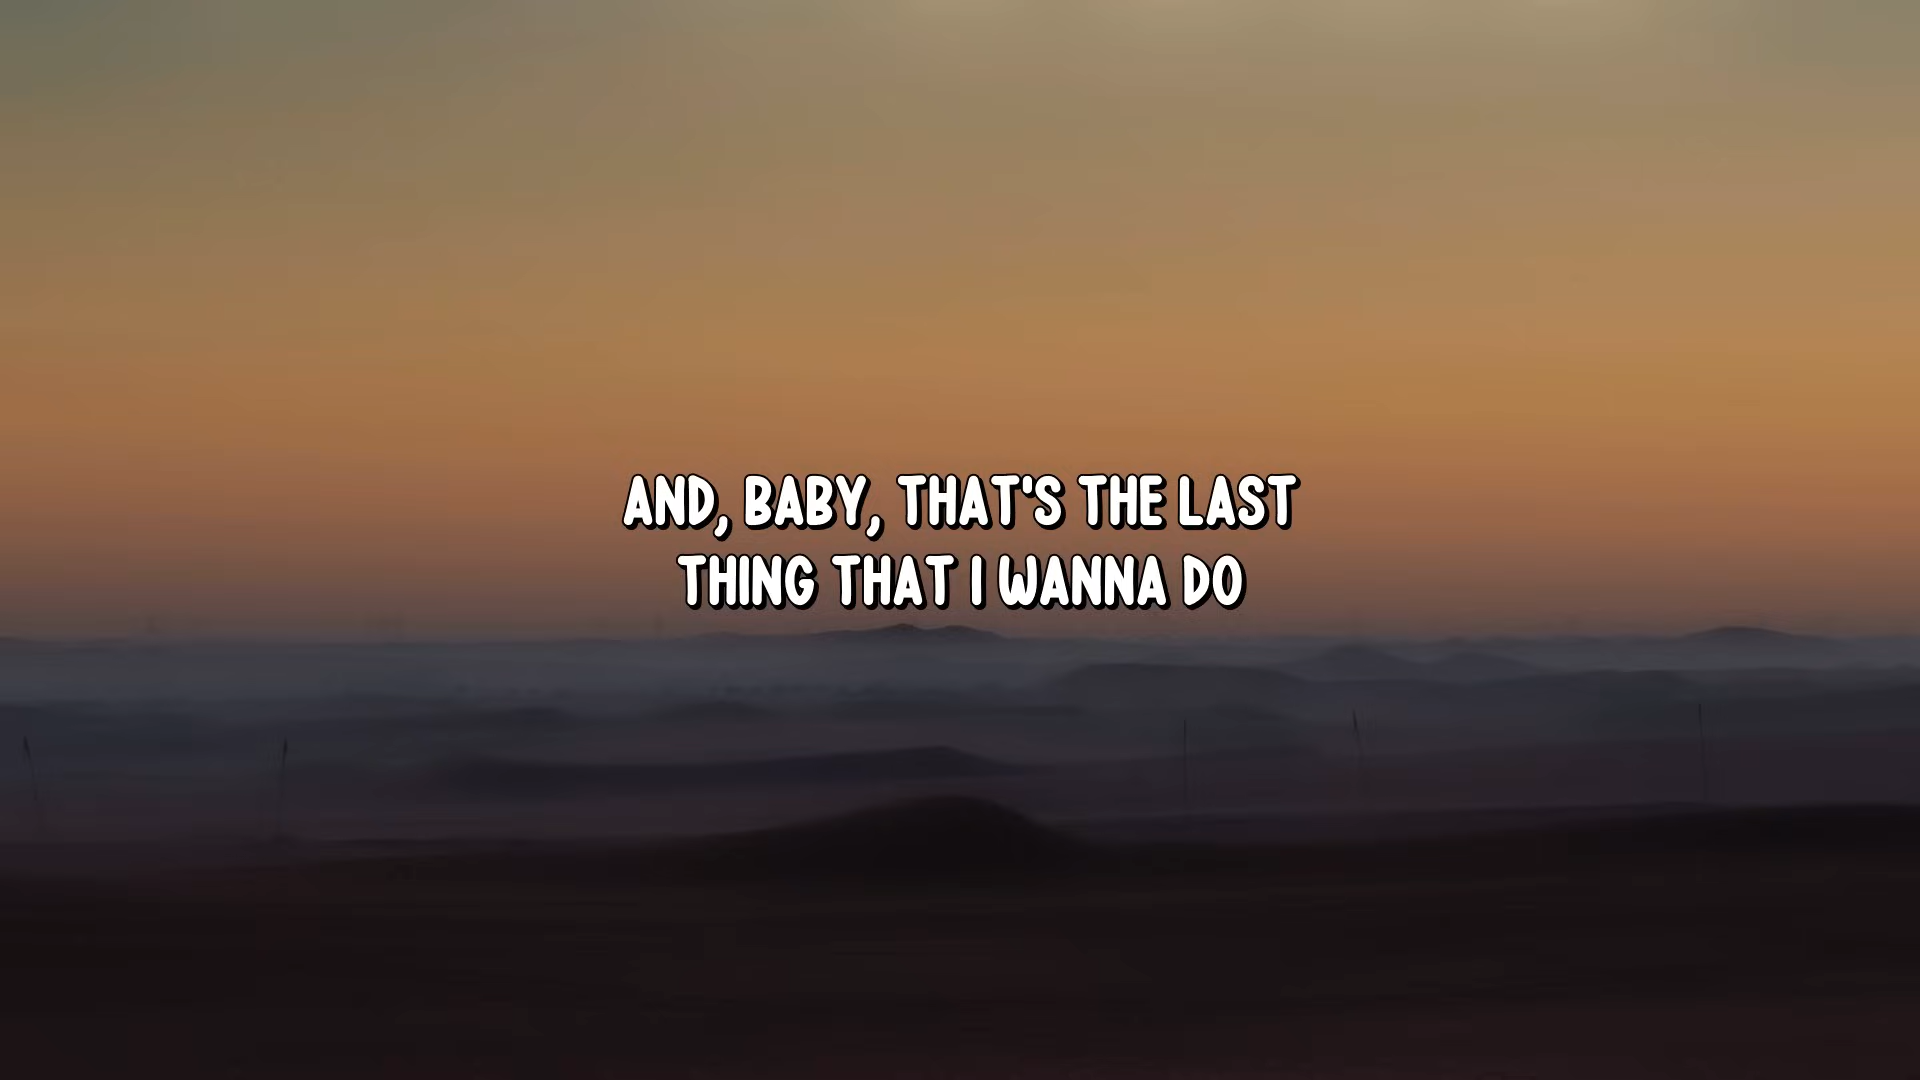 AND, BABY, THAT'S THE LAST
THING THAT I WANNA DO